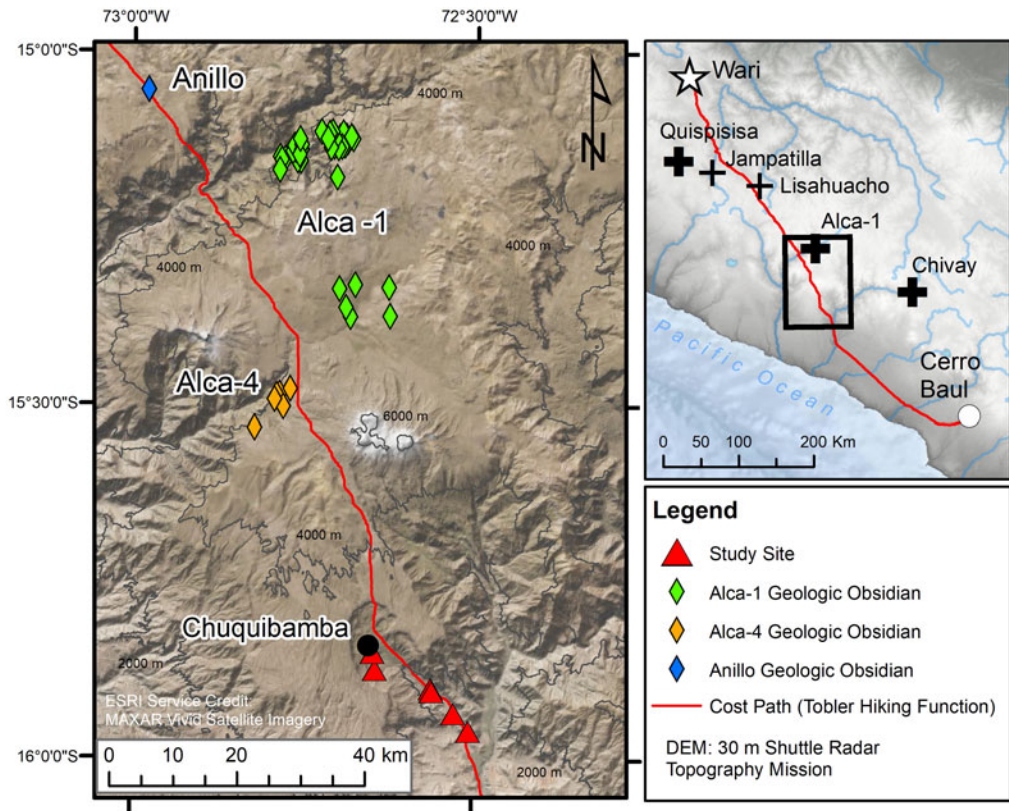 73°0'0"W
72°30'0"W
15°0'0"S
Anillo
4000 m
N
Alca -1
4000 m
4000 m
Alca-4
15°30'0"S
6000 m
4000 m
Chuquibamba
2000 m
ESRI Service Credit:
MAXAR Vivid Satellite Imagery
0 10 20 40 km
16°0'0"S
2000 m
Wari
Quispisisa
Jampatilla
Lisahuacho
Alca-1
Chivay
Pacific Ocean
Cerro
Baul
0 50 100 200 Km
Legend
Study Site
Alca-1 Geologic Obsidian
Alca-4 Geologic Obsidian
Anillo Geologic Obsidian
Cost Path (Tobler Hiking Function)
DEM: 30 m Shuttle Radar
Topography Mission